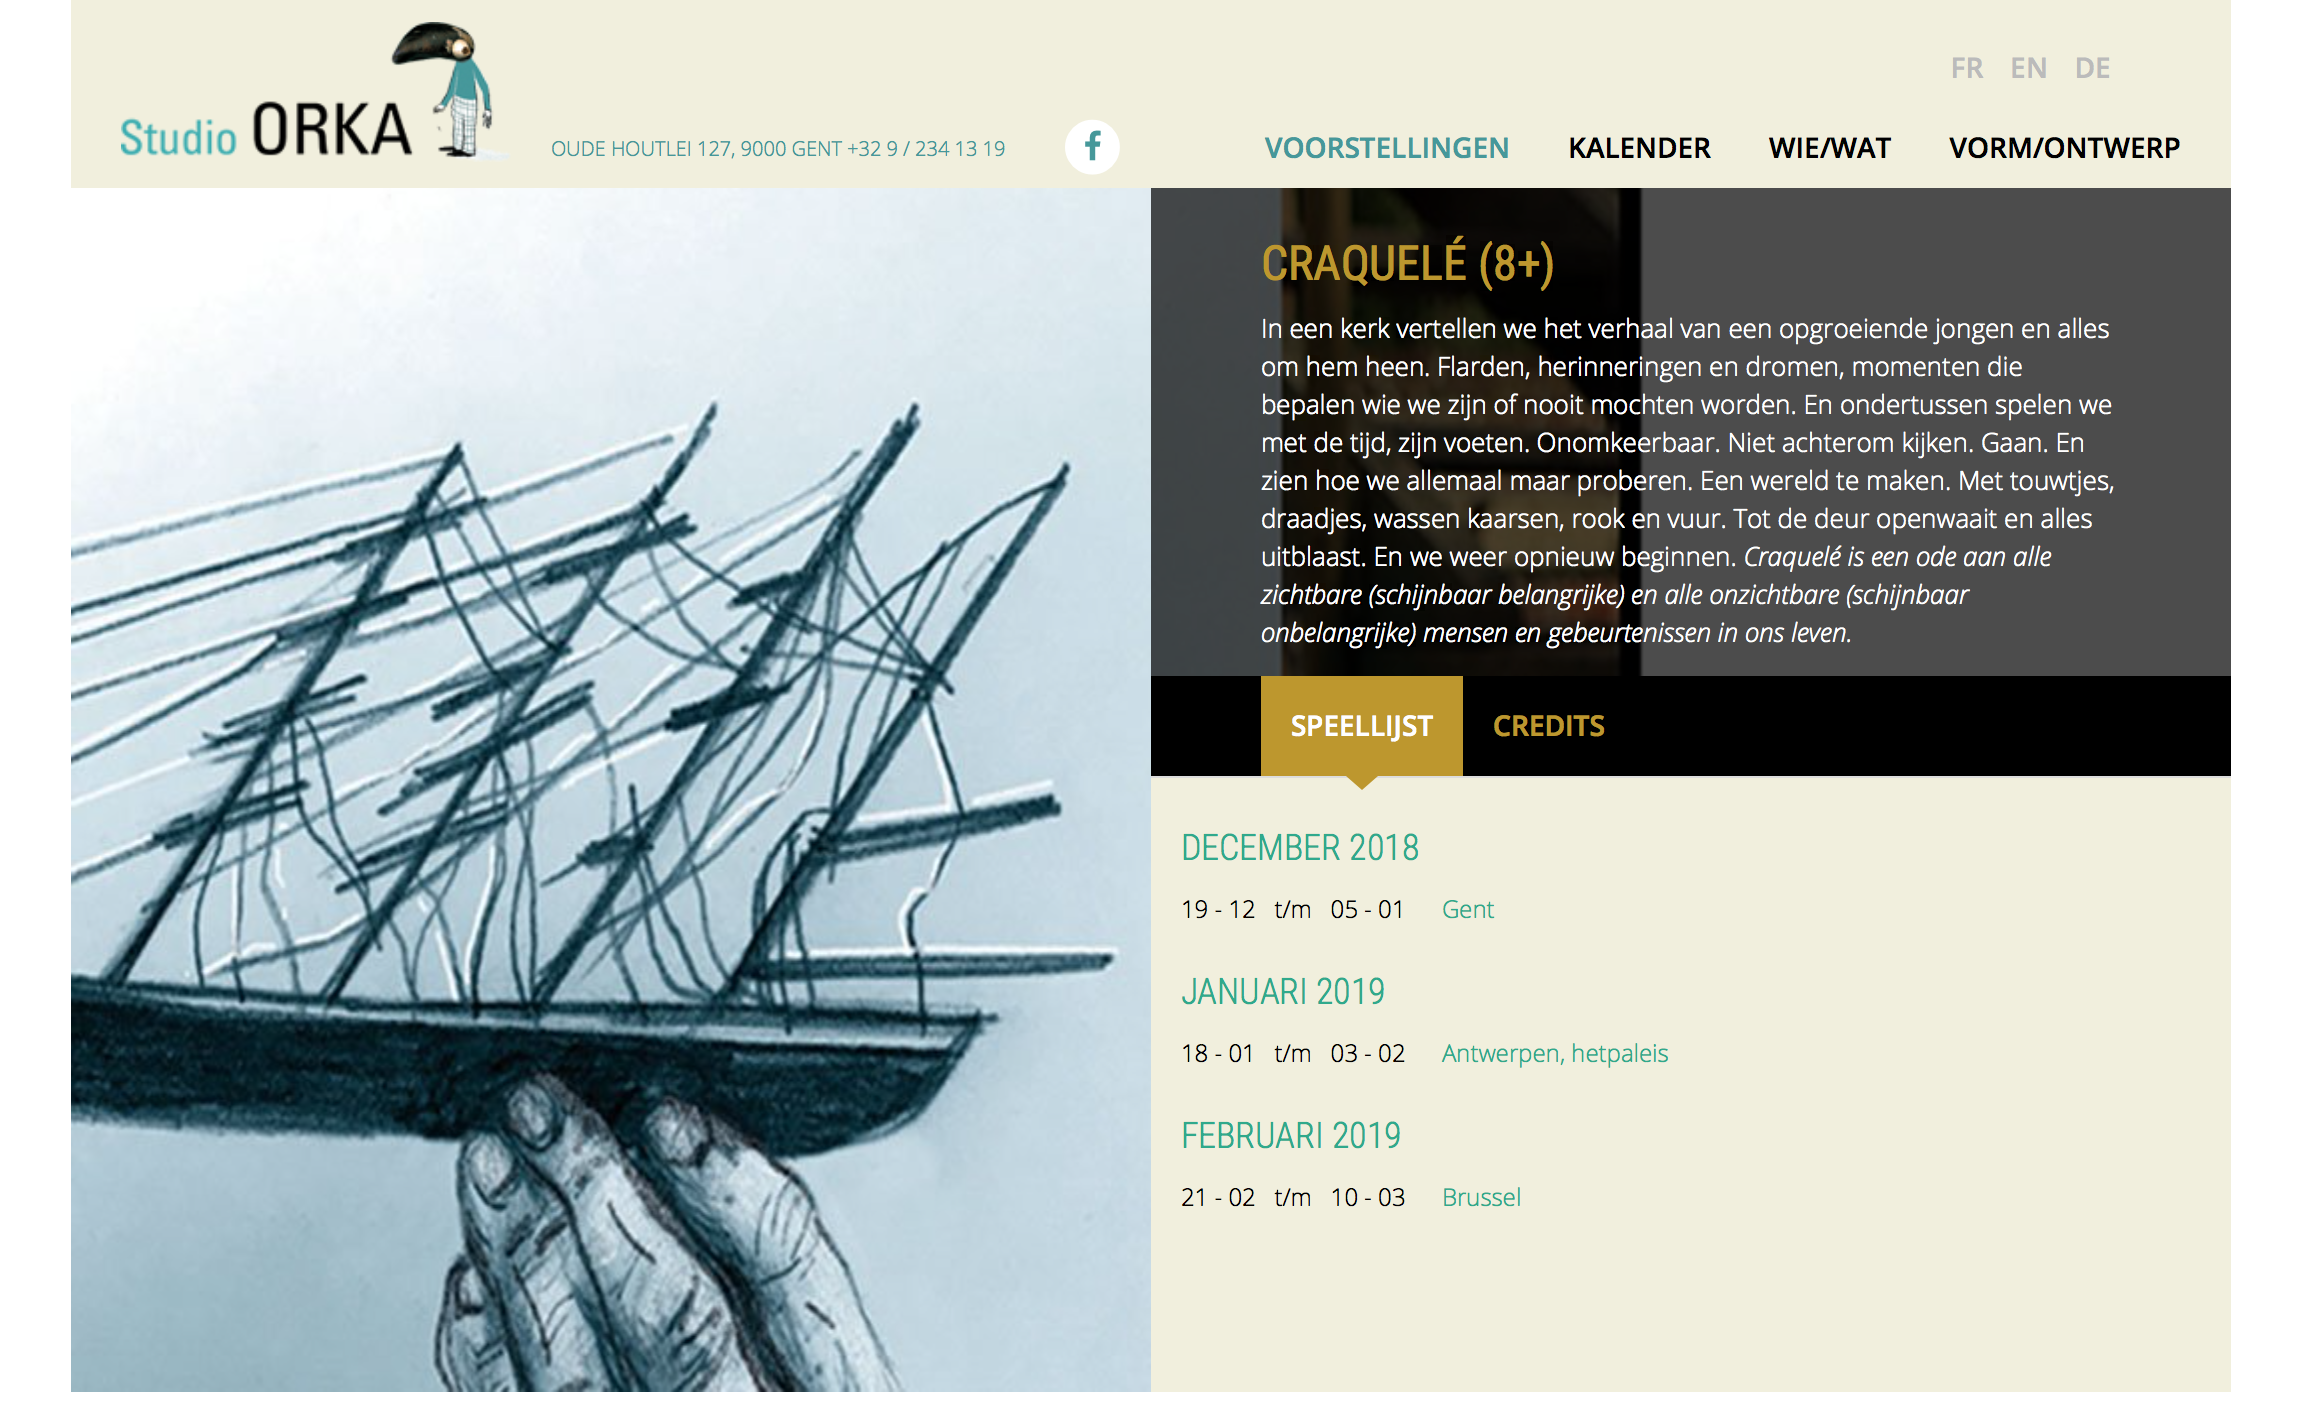 Studio ORKA
OUDE HOUTLEI 127, 9000 GENT +32 9 / 234 13 19
f
FR EN DE
VOORSTELLINGEN KALENDER WIE/WAT VORM/ONTWERP
CRAQUELÉ (8+)
In een kerk vertellen we het verhaal van een opgroeiende jongen en alles
om hem heen. Flarden, herinneringen en dromen, momenten die
bepalen wie we zijn of nooit mochten worden. En ondertussen spelen we
met de tijd, zijn voeten. Onomkeerbaar. Niet achterom kijken. Gaan. En
zien hoe we allemaal maar proberen. Een wereld te maken. Met touwtjes,
draadjes, wassen kaarsen, rook en vuur. Tot de deur openwaait en alles
uitblaast. En we weer opnieuw beginnen. Craquelé is een ode aan alle
zichtbare (schijnbaar belangrijke) en alle onzichtbare (schijnbaar
onbelangrijke) mensen en gebeurtenissen in ons leven.
SPEELLIJST CREDITS
DECEMBER 2018
19 - 12 t/m 05 - 01 Gent
JANUARI 2019
18 - 01 t/m 03 - 02 Antwerpen, hetpaleis
FEBRUARI 2019
21 - 02 t/m 10 - 03 Brussel